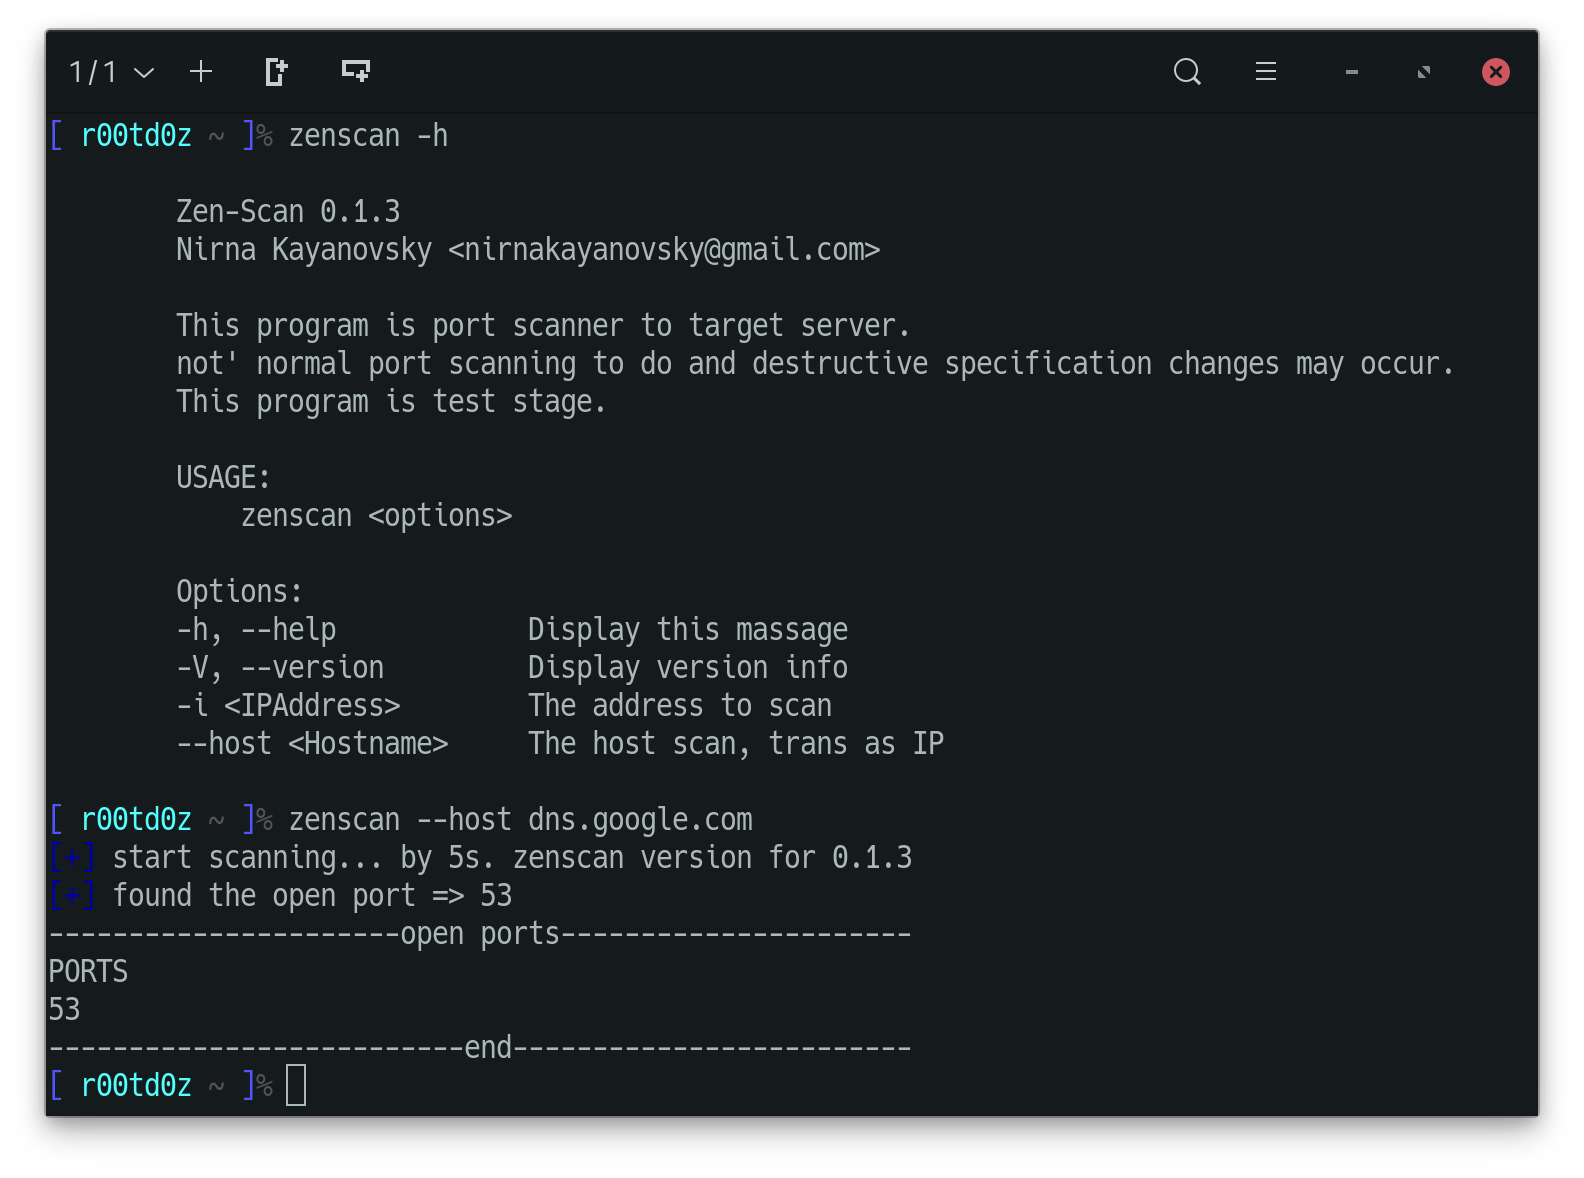 1/1
[ r00td0z ~ ]% zenscan -h
Zen-Scan 0.1.3
Nirna Kayanovsky <nirnakayanovsky@gmail.com>
This program is port scanner to target server.
not' normal port scanning to do and destructive specification changes may occur.
This program is test stage.
USAGE:
zenscan <options>
Options:
-h, --help Display this massage
-V, --version Display version info
-i <IPAddress> The address to scan
--host <Hostname> The host scan, trans as IP
[ r00td0z ~ ]% zenscan --host dns.google.com
[+] start scanning... by 5s. zenscan version for 0.1.3
[+] found the open port => 53
----------------------open ports----------------------
PORTS
53
--------------------------end-------------------------
[ r00td0z ~ ]%